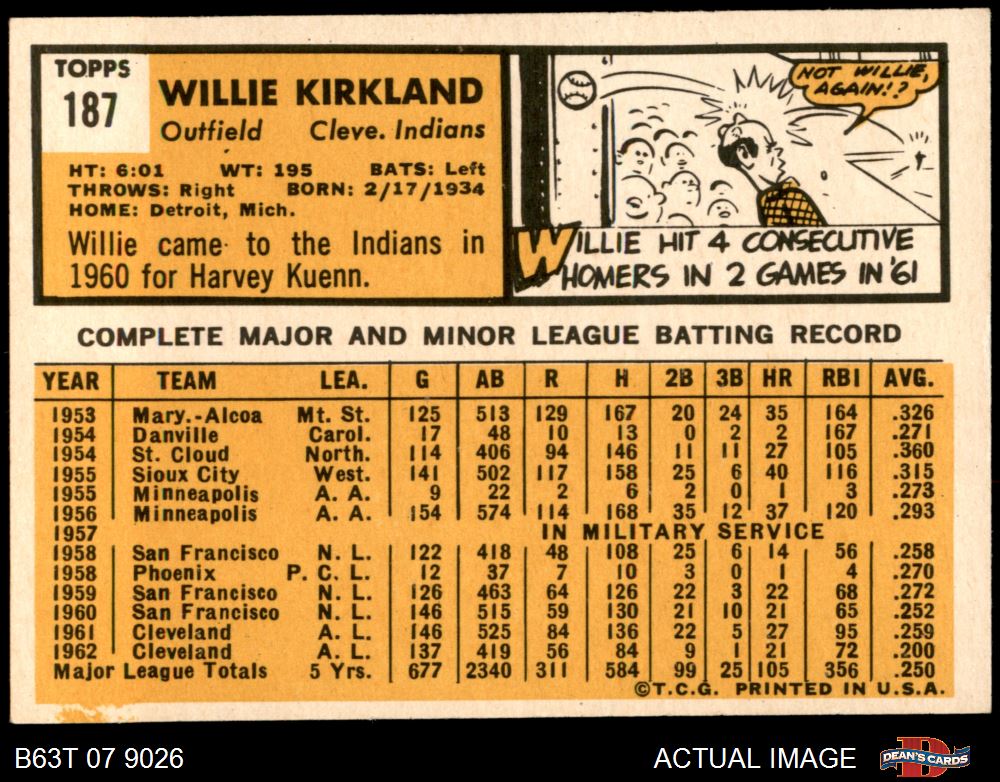 TOPPS
187
WILLIE KIRKLAND
Outfield Cleve. Indians
HT: 6:01 WT: 195 BATS: Left
THROWS: Right BORN: 2/17/1934
HOME: Detroit, Mich.
Willie came to the Indians in
1960 for Harvey Kuenn.
NOT WILLIE,
AGAIN!?
WILLIE HIT 4 CONSECUTIVE
HOMERS IN 2 GAMES IN '61
COMPLETE MAJOR AND MINOR LEAGUE BATTING RECORD
YEAR TEAM LEA. G AB R H 2B 3B HR RBI AVG.
1953 Mary.-Alcoa Mt. St. 125 513 129 167 20 24 35 164 .326
1954 Danville Carol. 17 48 10 13 0 2 2 167 .271
1954 St. Cloud North. 114 406 94 146 11 11 27 105 .360
1955 Sioux City West. 141 502 117 158 25 6 40 116 .315
1955 Minneapolis A. A. 9 22 2 6 2 0 1 3 .273
1956 Minneapolis A. A. 154 574 114 168 35 12 37 120 .293
1957 IN MILITARY SERVICE
1958 San Francisco N. L. 122 418 48 108 25 6 14 56 .258
1958 Phoenix P. C. L. 12 37 7 10 3 0 1 4 .270
1959 San Francisco N. L. 126 463 64 126 22 3 22 68 .272
1960 San Francisco N. L. 146 515 59 130 21 10 21 65 .252
1961 Cleveland A. L. 146 525 84 136 22 5 27 95 .259
1962 Cleveland A. L. 137 419 56 84 9 1 21 72 .200
Major League Totals 5 Yrs. 677 2340 311 584 99 25 105 356 .250
©T.C.G. PRINTED IN U.S.A.
B63T 07 9026 ACTUAL IMAGE DEAN'S CARDS